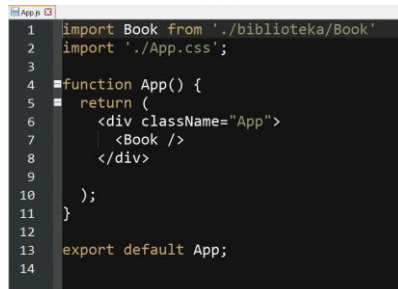 App.js
1 import Book from './biblioteka/Book'
2 import './App.css';
3
4 function App() {
5 return (
6 <div className="App">
7 <Book />
8 </div>
9
10 );
11 }
12
13 export default App;
14